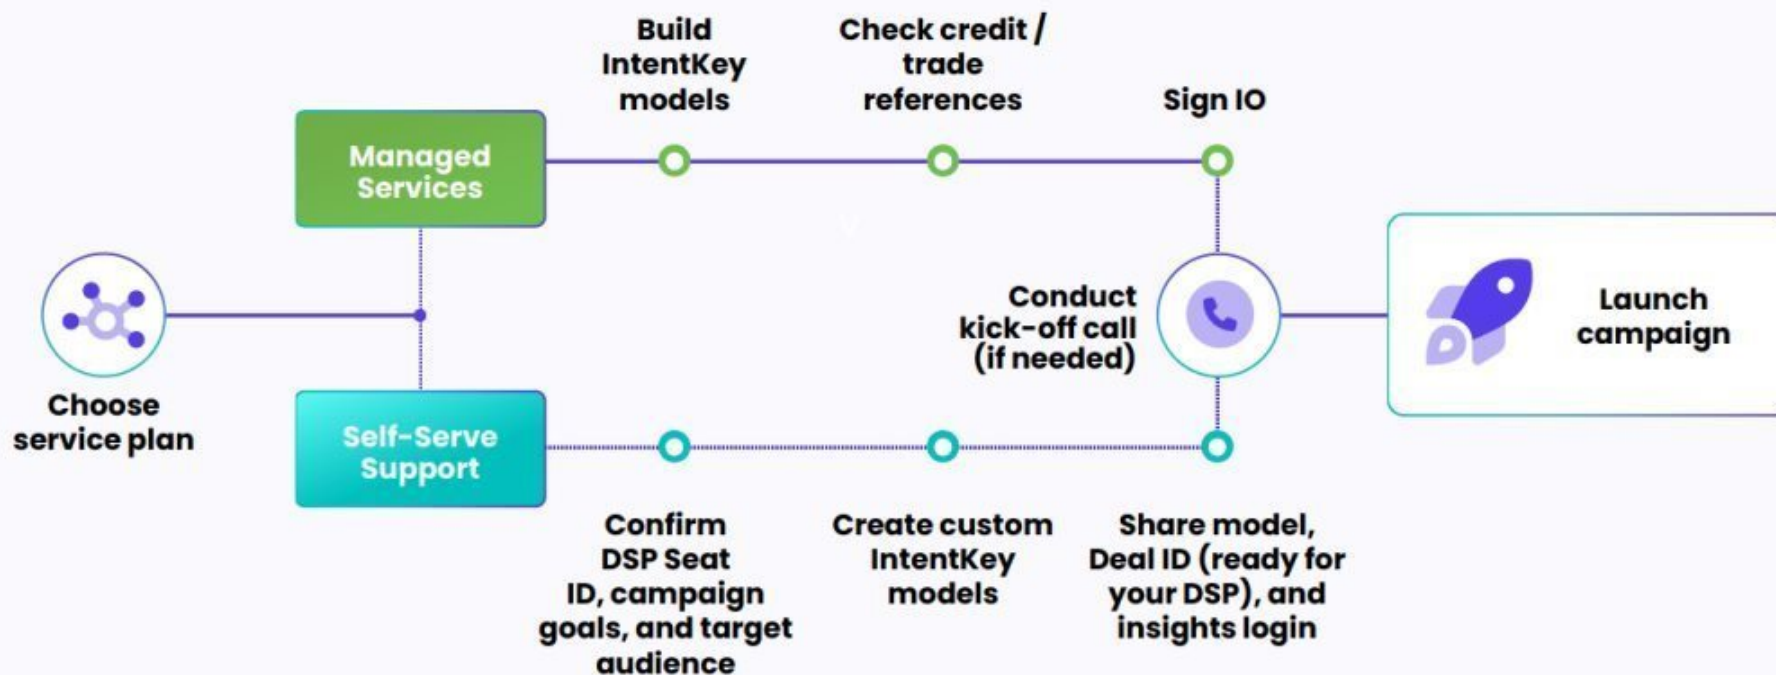 Build
IntentKey
models
Check credit /
trade
references
Sign IO
Managed
Services
Choose
service plan
Conduct
kick-off call
(if needed)
Launch
campaign
Self-Serve
Support
Confirm
DSP Seat
ID, campaign
goals, and target
audience
Create custom
IntentKey
models
Share model,
Deal ID (ready for
your DSP), and
insights login